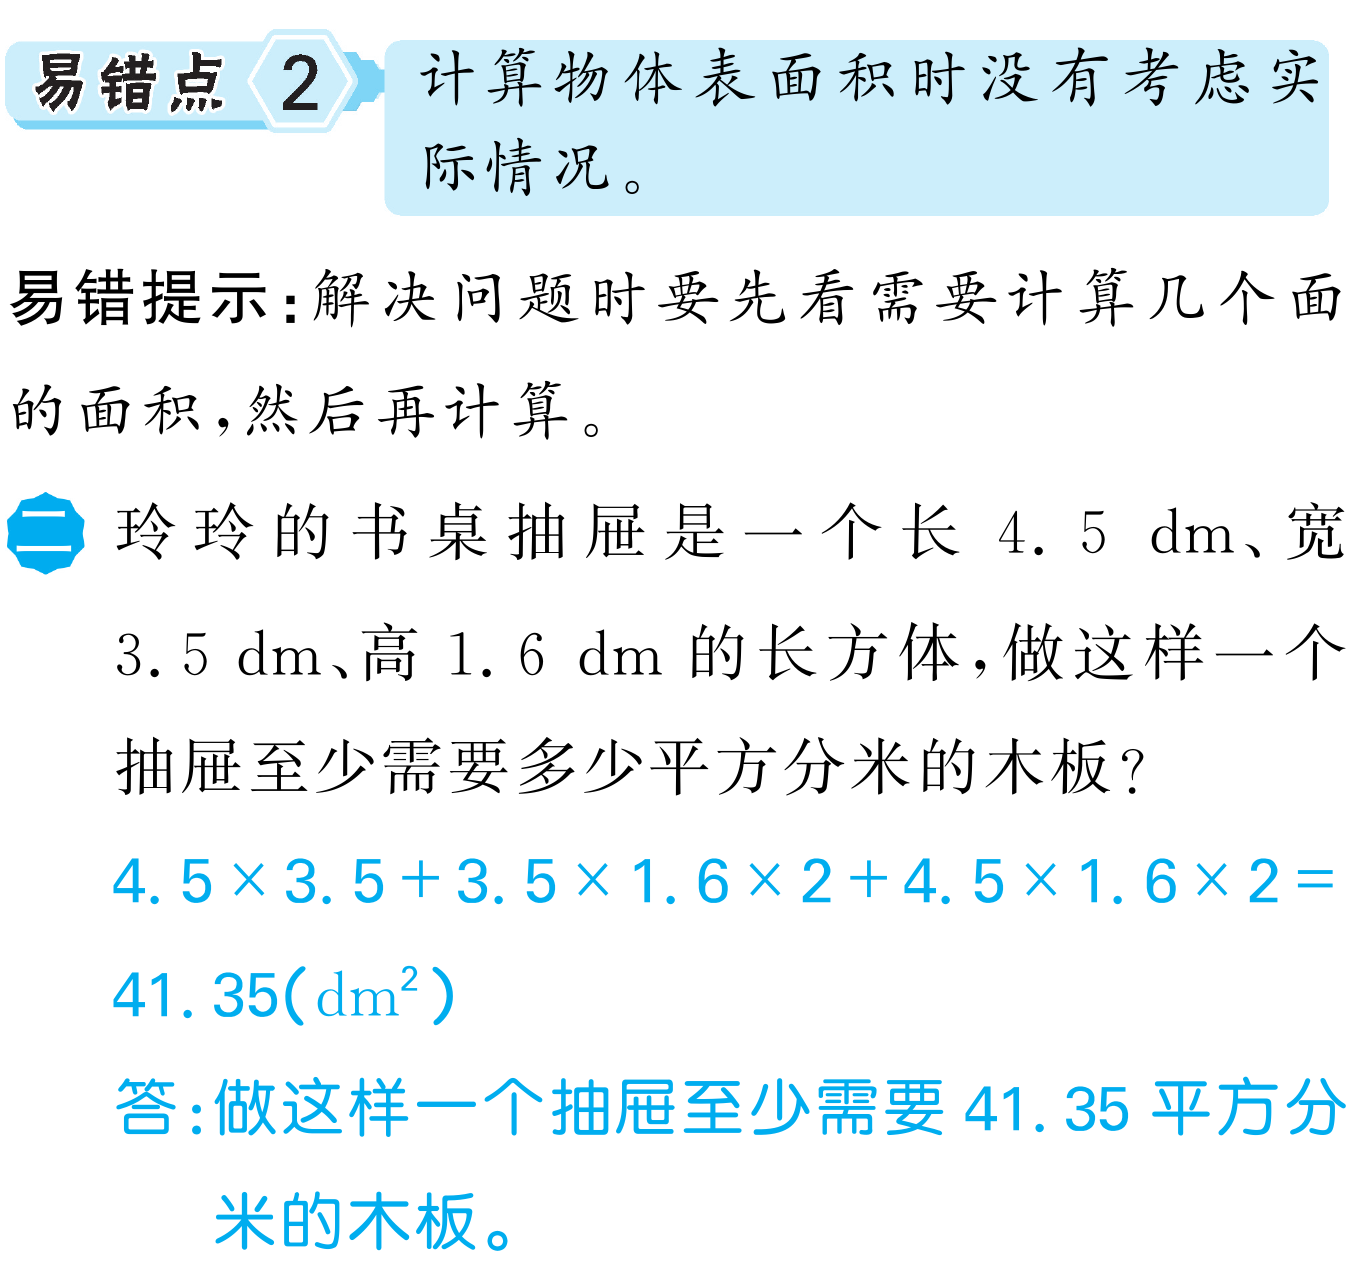 易错点 2 计算物体表面积时没有考虑实
际情况。
易错提示:解决问题时要先看需要计算几个面
的面积,然后再计算。
二 玲玲的书桌抽屉是一个长 4.5 dm、宽
3.5 dm、高 1.6 dm 的长方体,做这样一个
抽屉至少需要多少平方分米的木板?
4.5×3.5+3.5×1.6×2+4.5×1.6×2=
41.35(dm²)
答:做这样一个抽屉至少需要 41.35 平方分
米的木板。